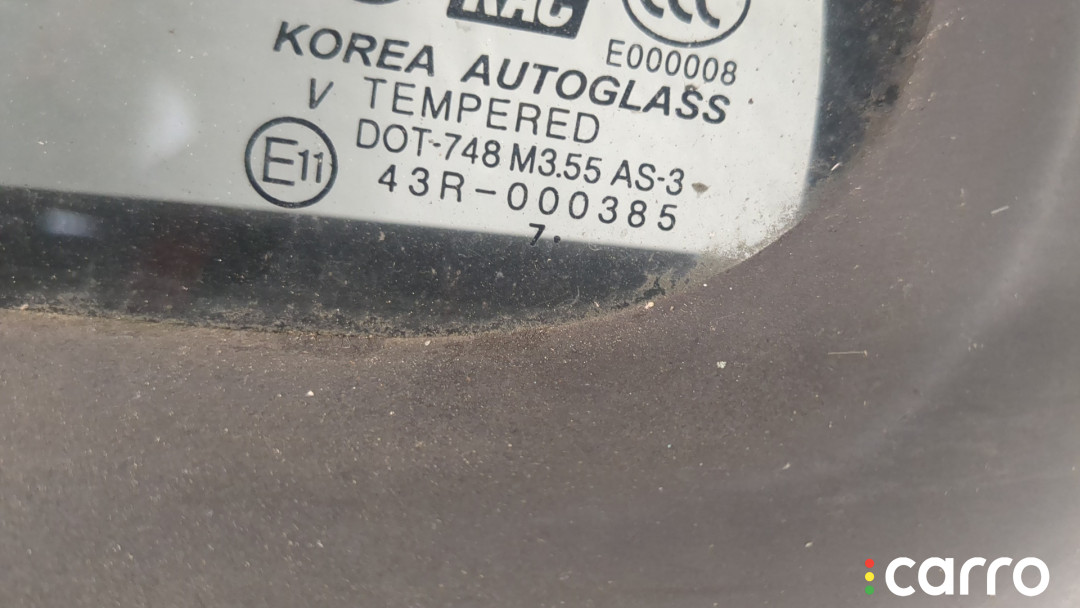 KAC
E000008
KOREA AUTOGLASS
V TEMPERED
E11 DOT-748 M3.55 AS-3
43R-000385
7.
carro